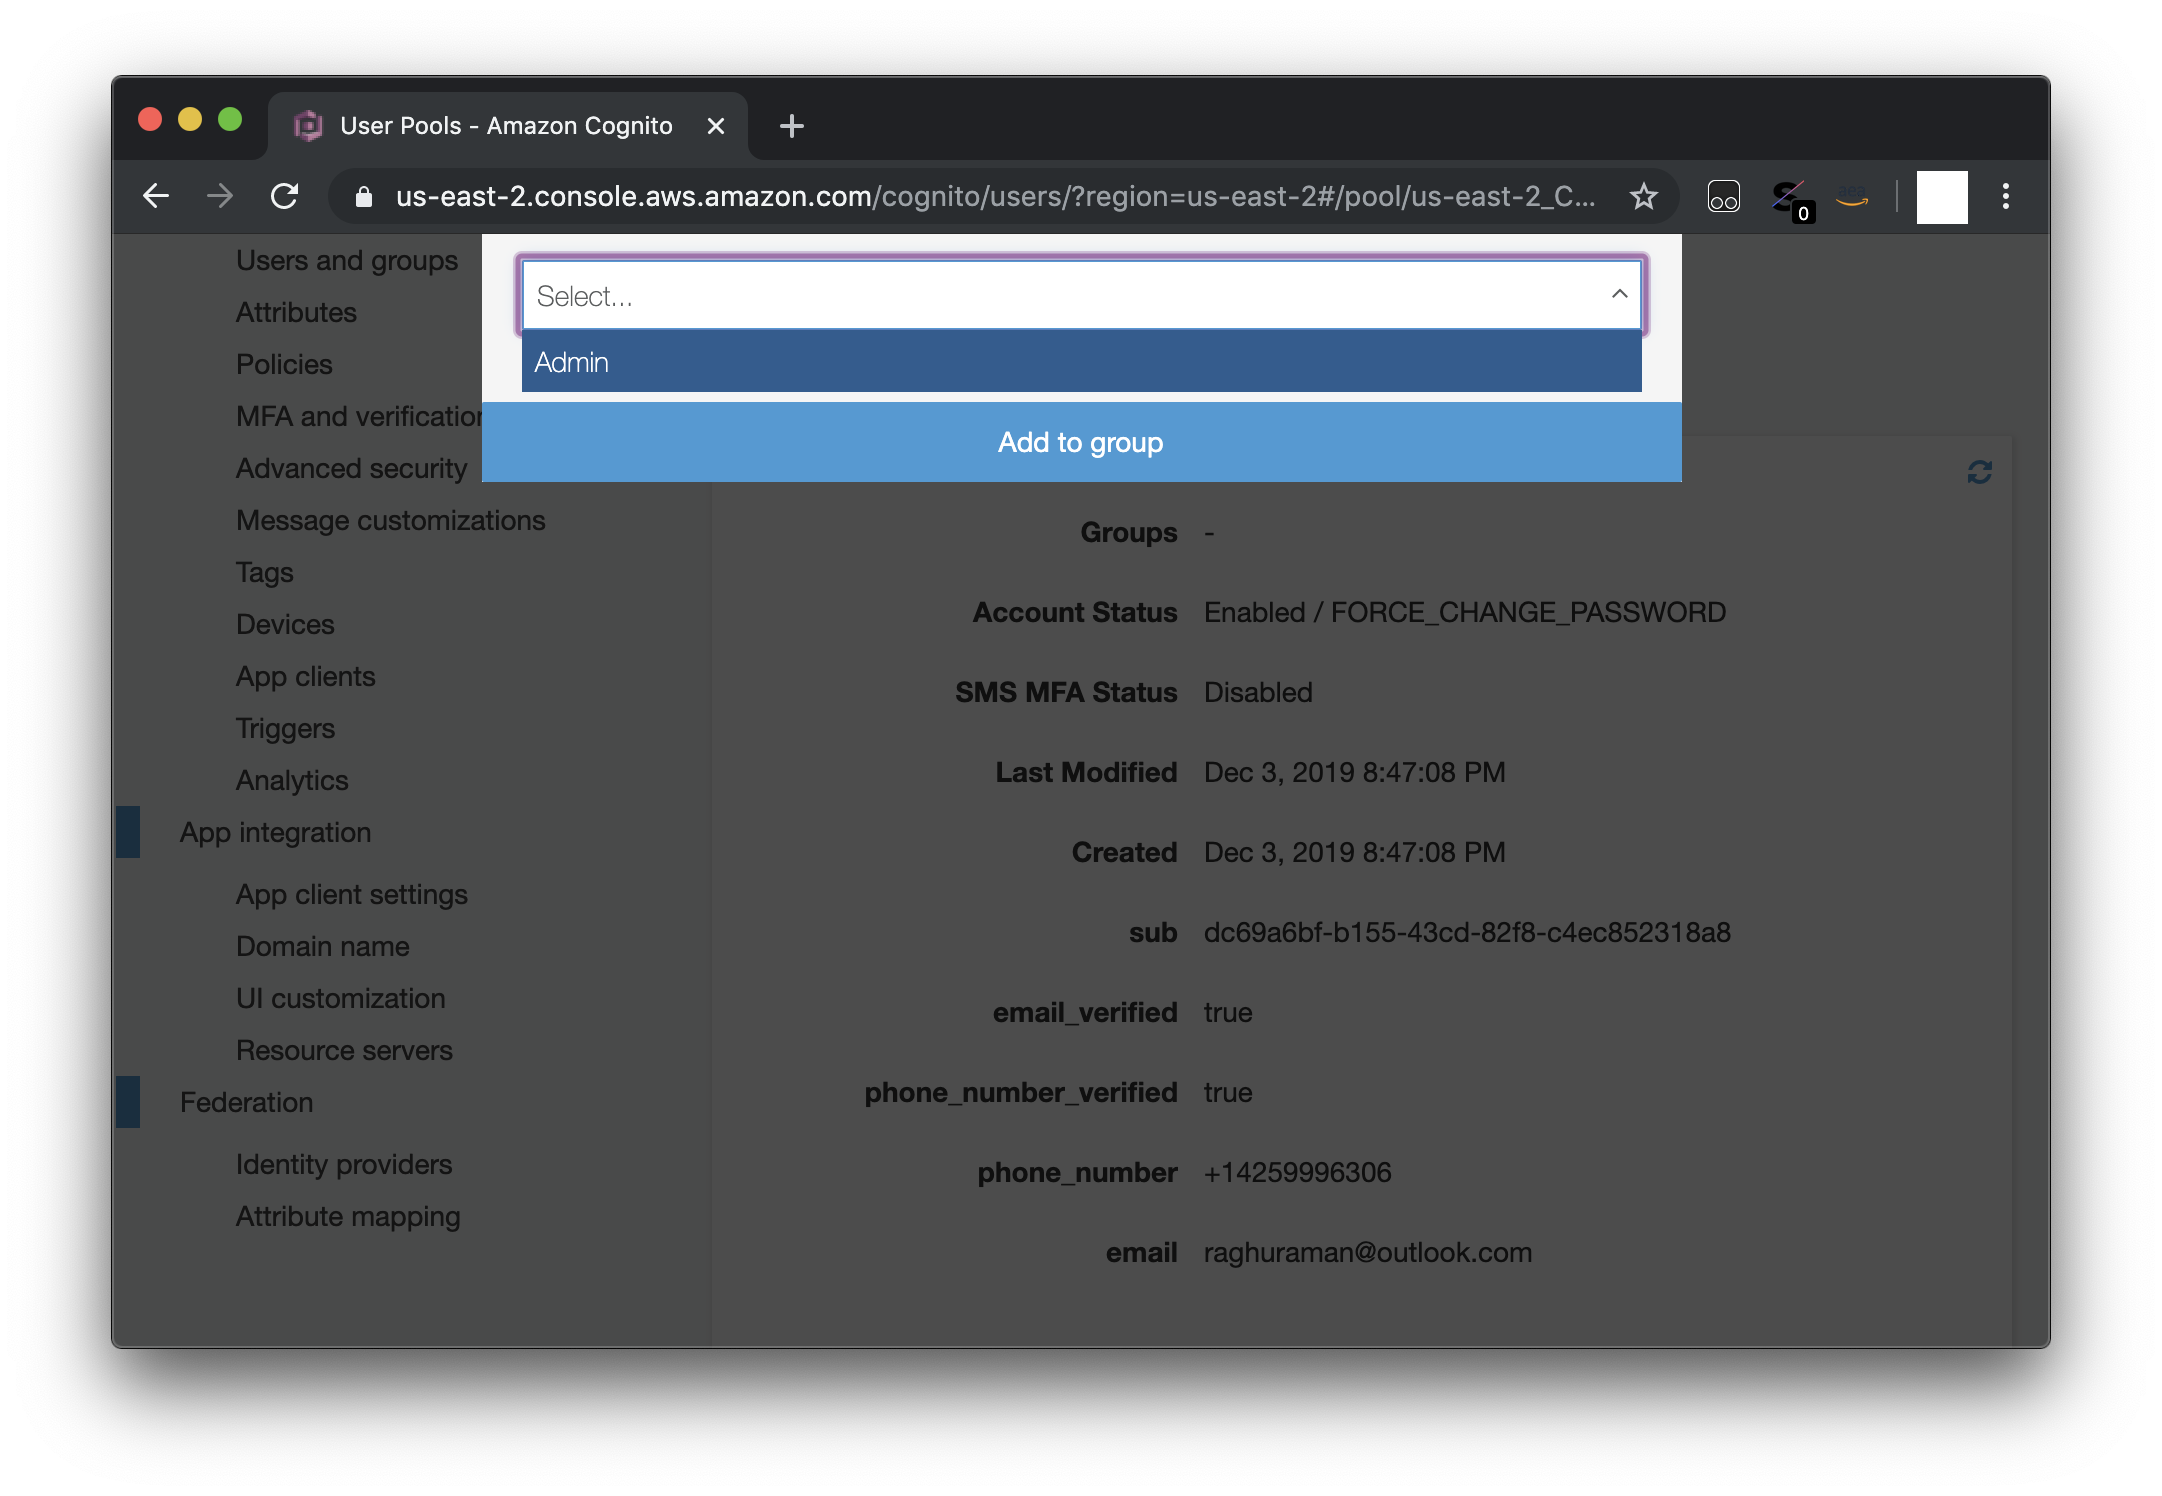 User Pools - Amazon Cognito
us-east-2.console.aws.amazon.com/cognito/users/?region=us-east-2#/pool/us-east-2_C...
aea
0
Select...
Admin
Add to group
Users and groups
Attributes
Policies
MFA and verification
Advanced security
Message customizations
Tags
Devices
App clients
Triggers
Analytics
App integration
App client settings
Domain name
UI customization
Resource servers
Federation
Identity providers
Attribute mapping
Groups -
Account Status Enabled / FORCE_CHANGE_PASSWORD
SMS MFA Status Disabled
Last Modified Dec 3, 2019 8:47:08 PM
Created Dec 3, 2019 8:47:08 PM
sub dc69a6bf-b155-43cd-82f8-c4ec852318a8
email_verified true
phone_number_verified true
phone_number +14259996306
email raghuraman@outlook.com